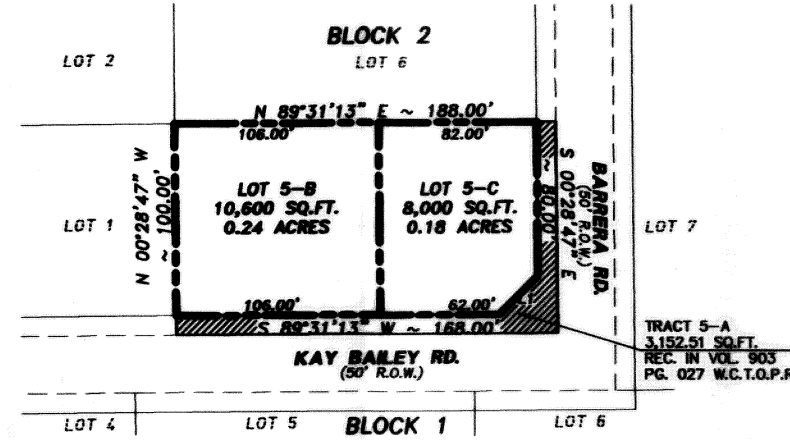 BLOCK 2
LOT 2
LOT 6
N 89°31'13" E ~ 188.00'
106.00'
82.00'
N 00°28'47" W
~ 100.00'
LOT 5-B
10,600 SQ.FT.
0.24 ACRES
LOT 5-C
8,000 SQ.FT.
0.18 ACRES
S 00°28'47" E
~ 80.00'
BARRERA RD.
(50' R.O.W.)
LOT 1
LOT 7
106.00'
62.00'
L1
S 89°31'13" W ~ 168.00'
TRACT 5-A
3,152.51 SQ.FT.
REC. IN VOL. 903
PG. 027 W.C.T.O.P.R
KAY BAILEY RD.
(50' R.O.W.)
LOT 4
LOT 5
BLOCK 1
LOT 6